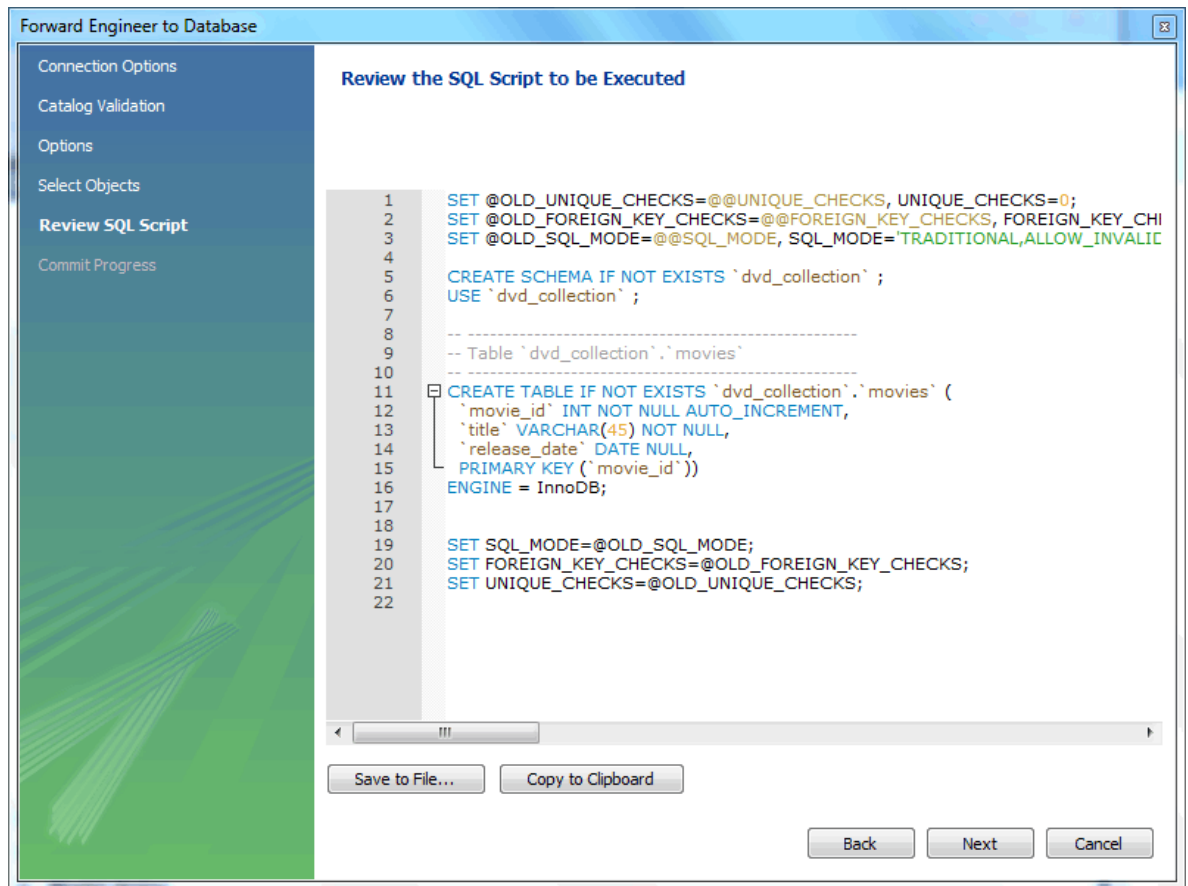 Forward Engineer to Database
Connection Options
Catalog Validation
Options
Select Objects
Review SQL Script
Commit Progress
Review the SQL Script to be Executed
1 SET @OLD_UNIQUE_CHECKS=@@UNIQUE_CHECKS, UNIQUE_CHECKS=0;
2 SET @OLD_FOREIGN_KEY_CHECKS=@@FOREIGN_KEY_CHECKS, FOREIGN_KEY_CHI
3 SET @OLD_SQL_MODE=@@SQL_MODE, SQL_MODE='TRADITIONAL,ALLOW_INVALID
4
5 CREATE SCHEMA IF NOT EXISTS `dvd_collection` ;
6 USE `dvd_collection` ;
7
8 -- -----------------------------------------------------
9 -- Table `dvd_collection`.`movies`
10 -- -----------------------------------------------------
11 CREATE TABLE IF NOT EXISTS `dvd_collection`.`movies` (
12 `movie_id` INT NOT NULL AUTO_INCREMENT,
13 `title` VARCHAR(45) NOT NULL,
14 `release_date` DATE NULL,
15 PRIMARY KEY (`movie_id`))
16 ENGINE = InnoDB;
17
18
19 SET SQL_MODE=@OLD_SQL_MODE;
20 SET FOREIGN_KEY_CHECKS=@OLD_FOREIGN_KEY_CHECKS;
21 SET UNIQUE_CHECKS=@OLD_UNIQUE_CHECKS;
22
Save to File... Copy to Clipboard
Back Next Cancel